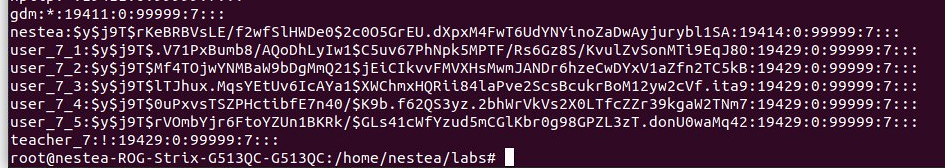 gdm:*:19411:0:99999:7:::
nestea:$y$j9T$rKeBRBVsLE/f2wfSlHWDe0$2c0O5GrEU.dXpxM4FwT6UdYNYinoZaDwAyjurybl1SA:19414:0:99999:7:::
user_7_1:$y$j9T$.V71PxBumb8/AQoDhLyIw1$C5uv67PhNpk5MPTF/Rs6Gz8S/KvulZvSonMTi9EqJ80:19429:0:99999:7:::
user_7_2:$y$j9T$Mf4TOjwYNMBaW9bDgMmQ21$jEiCIkvvFMVXHsMwmJANDr6hzeCwDYxV1aZfn2TC5kB:19429:0:99999:7:::
user_7_3:$y$j9T$lTJhux.MqsYEtUv6IcAYa1$XWChmxHQRii84laPve2ScsBcukrBoM12yw2cVf.ita9:19429:0:99999:7:::
user_7_4:$y$j9T$0uPxvsTSZPHctibfE7n40/$K9b.f62QS3yz.2bhWrVkVs2X0LTfcZZr39kgaW2TNm7:19429:0:99999:7:::
user_7_5:$y$j9T$rVOmbYjr6FtoYZUn1BKRk/$GLs41cWfYzud5mCGlKbr0g98GPZL3zT.donU0waMq42:19429:0:99999:7:::
teacher_7:!:19429:0:99999:7:::
root@nestea-ROG-Strix-G513QC-G513QC:/home/nestea/labs#